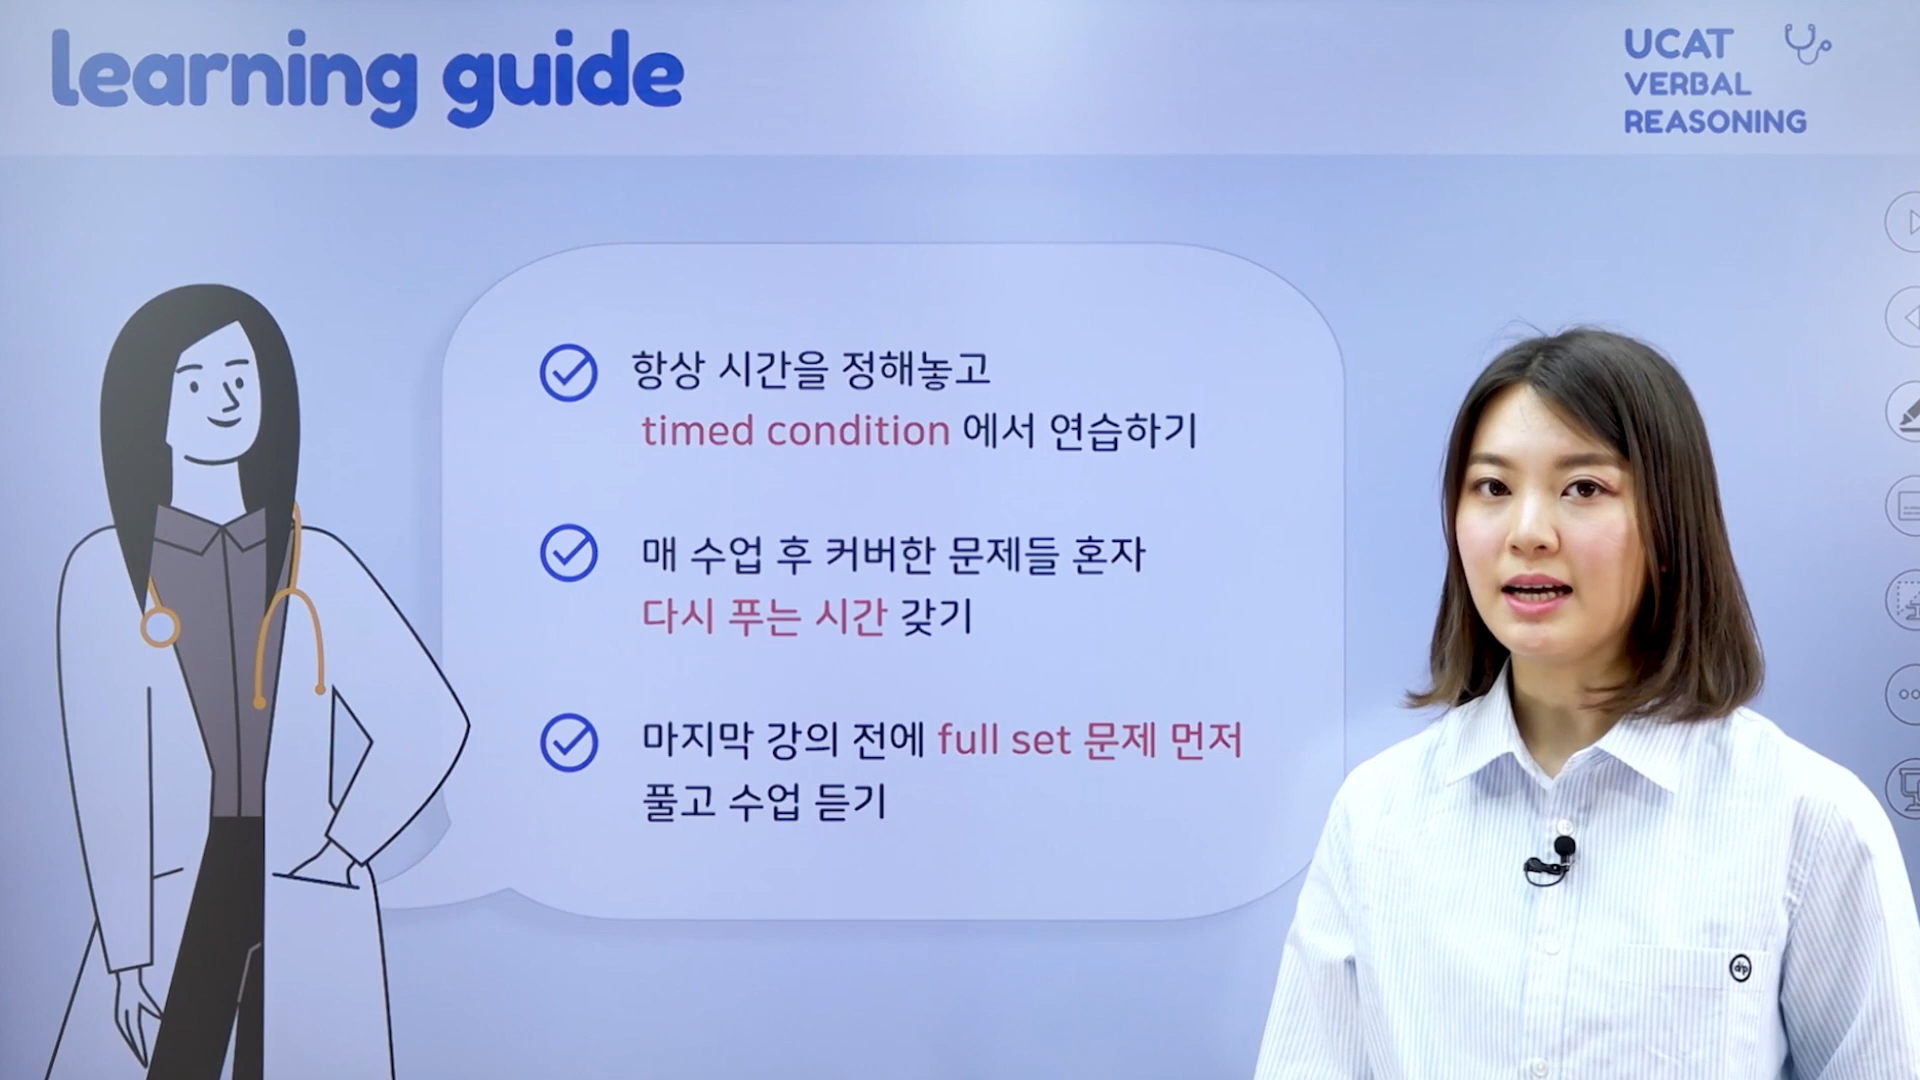 learning guide
UCAT
VERBAL
REASONING
항상 시간을 정해놓고
timed condition 에서 연습하기
매 수업 후 커버한 문제들 혼자
다시 푸는 시간 갖기
마지막 강의 전에 full set 문제 먼저
풀고 수업 듣기